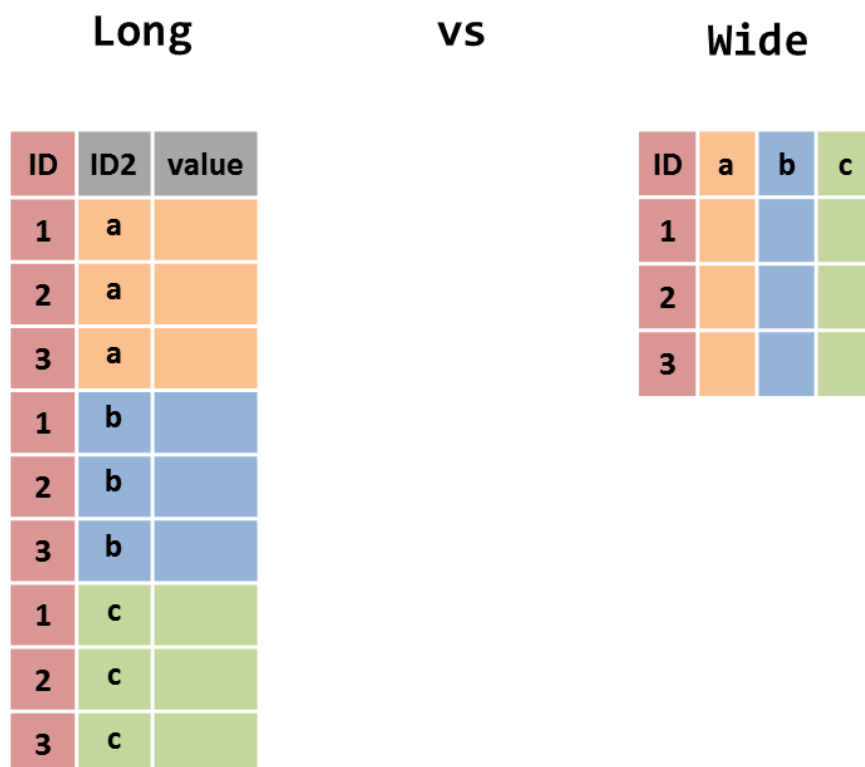 Long vs Wide
ID ID2 value
1 a
2 a
3 a
1 b
2 b
3 b
1 c
2 c
3 c
ID a b c
1
2
3